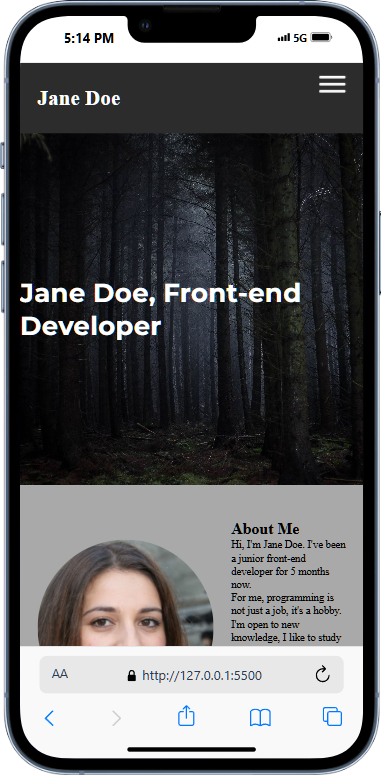 5:14 PM
5G
Jane Doe
Jane Doe, Front-end
Developer
About Me
Hi, I'm Jane Doe. I've been
a junior front-end
developer for 5 months
now.
For me, programming is
not just a job, it's a hobby.
I'm open to new
knowledge, I like to study
AA
http://127.0.0.1:5500